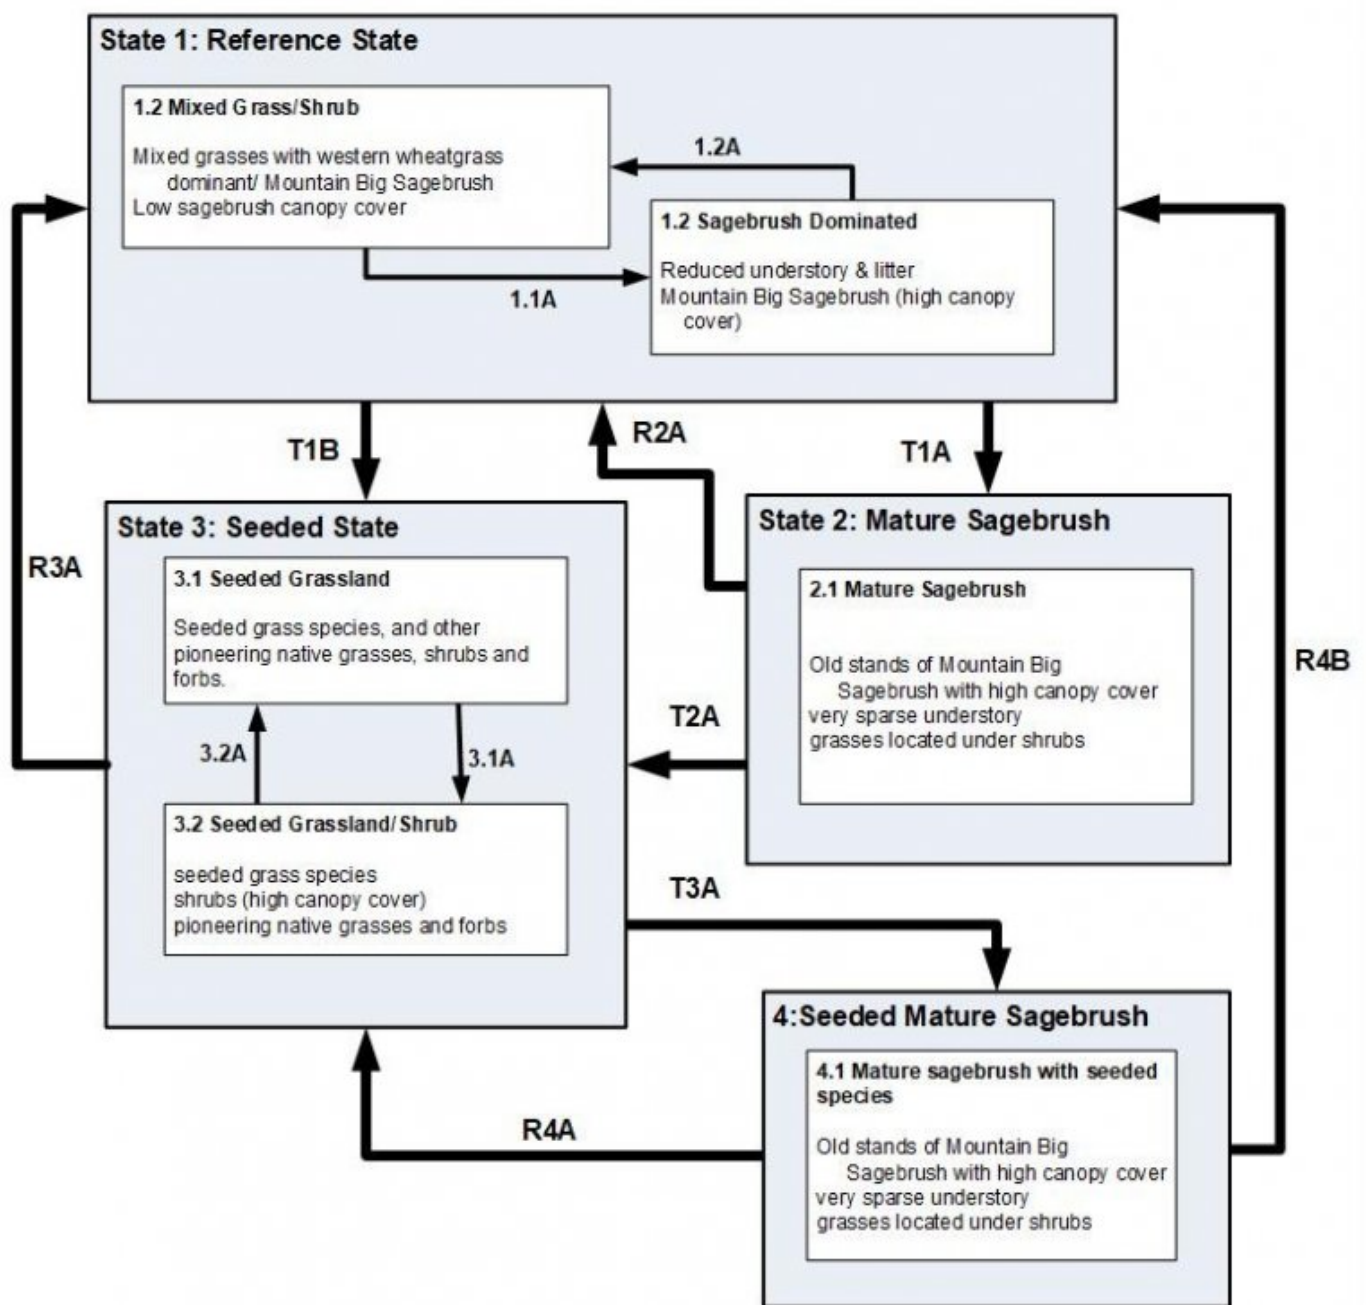 State 1: Reference State
1.2 Mixed Grass/Shrub
Mixed grasses with western wheatgrass
dominant/ Mountain Big Sagebrush
Low sagebrush canopy cover
1.2A
1.2 Sagebrush Dominated
Reduced understory & litter
Mountain Big Sagebrush (high canopy
cover)
1.1A
T1B
R2A
T1A
R3A
State 3: Seeded State
3.1 Seeded Grassland
Seeded grass species, and other
pioneering native grasses, shrubs and
forbs.
3.2A
3.1A
3.2 Seeded Grassland/Shrub
seeded grass species
shrubs (high canopy cover)
pioneering native grasses and forbs
State 2: Mature Sagebrush
2.1 Mature Sagebrush
Old stands of Mountain Big
Sagebrush with high canopy cover
very sparse understory
grasses located under shrubs
T2A
R4B
T3A
4:Seeded Mature Sagebrush
4.1 Mature sagebrush with seeded
species
Old stands of Mountain Big
Sagebrush with high canopy cover
very sparse understory
grasses located under shrubs
R4A